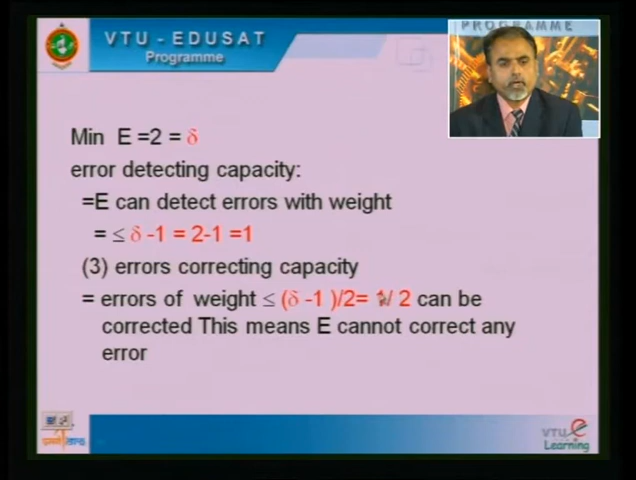 VTU - EDUSAT
Programme
PROGRAMME
Min E =2 = δ
error detecting capacity:
=E can detect errors with weight
= ≤ δ -1 = 2-1 =1
(3) errors correcting capacity
= errors of weight ≤ (δ -1 )/2= 1/ 2 can be
corrected This means E cannot correct any
error
VTU e
Learning